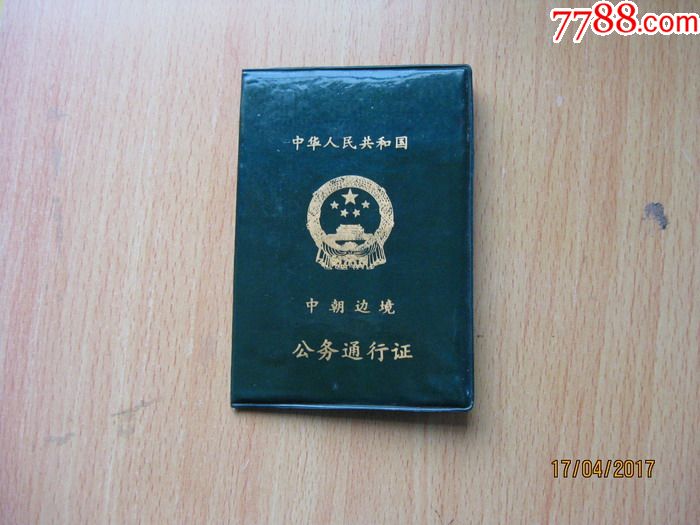 7788.com
中华人民共和国
中朝边境
公务通行证
17/04/2017